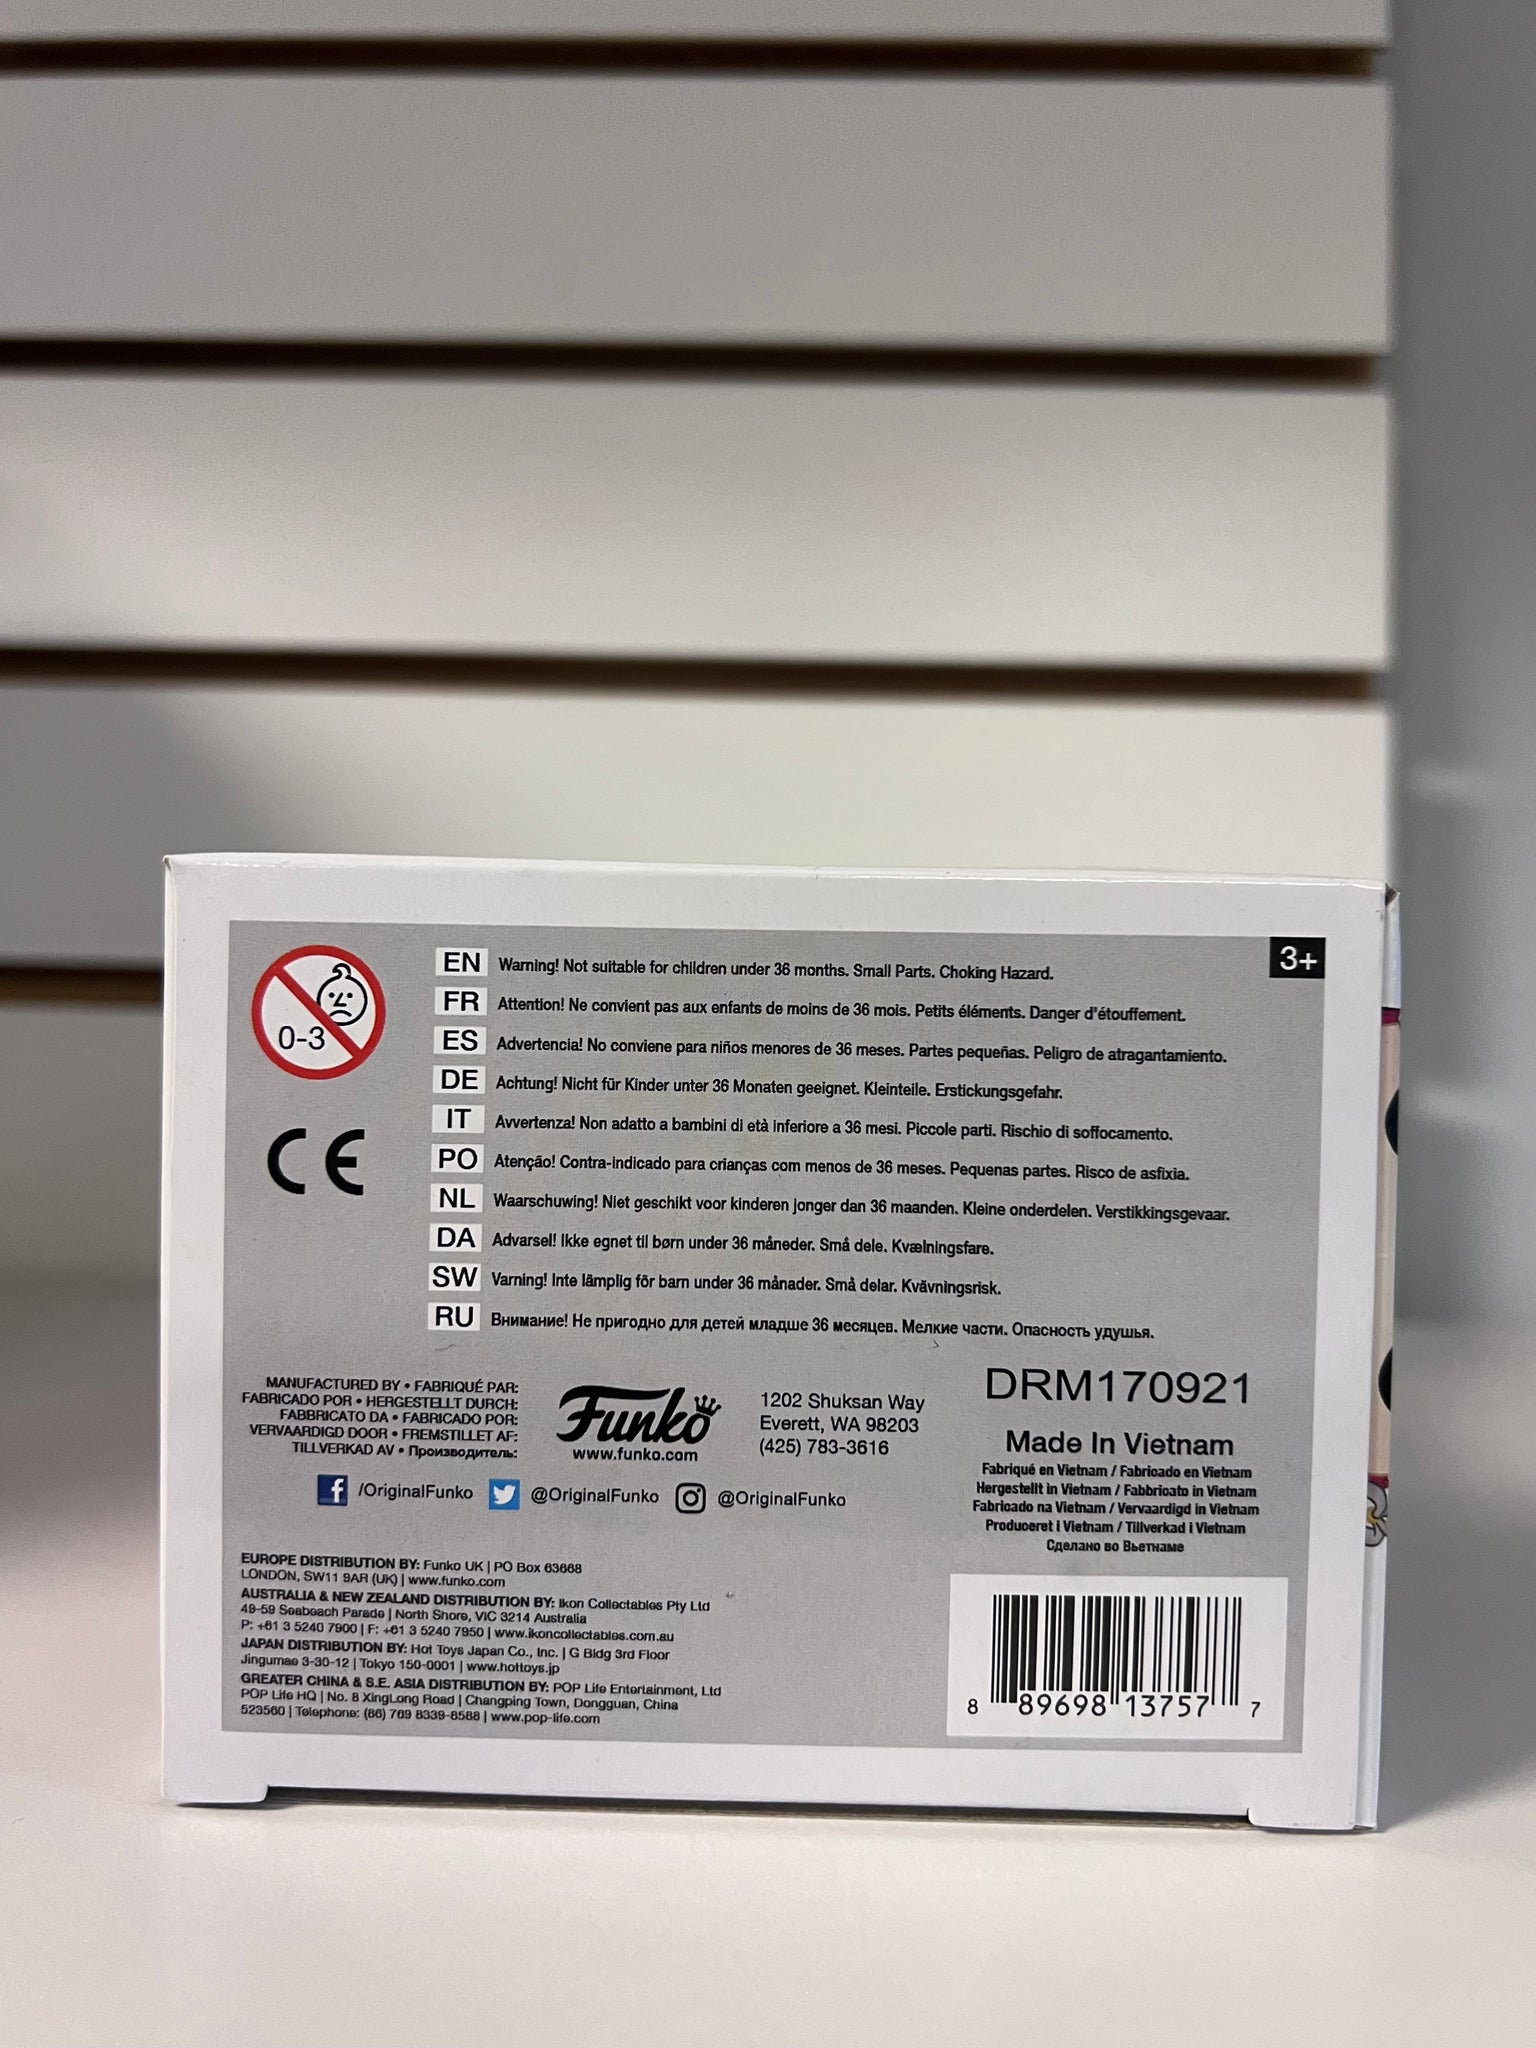 3+
0-3
EN Warning! Not suitable for children under 36 months. Small Parts. Choking Hazard.
FR Attention! Ne convient pas aux enfants de moins de 36 mois. Petits éléments. Danger d'étouffement.
ES Advertencia! No conviene para niños menores de 36 meses. Partes pequeñas. Peligro de atragantamiento.
DE Achtung! Nicht für Kinder unter 36 Monaten geeignet. Kleinteile. Erstickungsgefahr.
IT Avvertenza! Non adatto a bambini di età inferiore a 36 mesi. Piccole parti. Rischio di soffocamento.
PO Atenção! Contra-indicado para crianças com menos de 36 meses. Pequenas partes. Risco de asfixia.
NL Waarschuwing! Niet geschikt voor kinderen jonger dan 36 maanden. Kleine onderdelen. Verstikkingsgevaar.
DA Advarsel! Ikke egnet til børn under 36 måneder. Små dele. Kvælningsfare.
SW Varning! Inte lämplig för barn under 36 månader. Små delar. Kvävningsrisk.
RU Внимание! Не пригодно для детей младше 36 месяцев. Мелкие части. Опасность удушья.
CE
MANUFACTURED BY • FABRIQUÉ PAR:
FABRICADO POR • HERGESTELLT DURCH:
FABBRICATO DA • FABRICADO POR:
VERVAARDIGD DOOR • FREMSTILLET AF:
TILLVERKAD AV • Производитель:
Funko
www.funko.com
1202 Shuksan Way
Everett, WA 98203
(425) 783-3616
/OriginalFunko @OriginalFunko @OriginalFunko
DRM170921
Made In Vietnam
Fabriqué en Vietnam / Fabricado en Vietnam
Hergestellt in Vietnam / Fabbricato in Vietnam
Fabricado na Vietnam / Vervaardigd in Vietnam
Produceret i Vietnam / Tillverkad i Vietnam
Сделано во Вьетнаме
EUROPE DISTRIBUTION BY: Funko UK | PO Box 63668
LONDON, SW11 9AR (UK) | www.funko.com
AUSTRALIA & NEW ZEALAND DISTRIBUTION BY: Ikon Collectables Pty Ltd
49-59 Seabeach Parade | North Shore, VIC 3214 Australia
P: +61 3 5240 7900 | F: +61 3 5240 7950 | www.ikoncollectables.com.au
JAPAN DISTRIBUTION BY: Hot Toys Japan Co., Inc. | G Bldg 3rd Floor
Jingumae 3-30-12 | Tokyo 150-0001 | www.hottoys.jp
GREATER CHINA & S.E. ASIA DISTRIBUTION BY: POP Life Entertainment, Ltd
POP Life HQ | No. 8 XingLong Road | Changping Town, Dongguan, China
523560 | Telephone: (86) 769 8339-8588 | www.pop-life.com
8 89698 13757 7